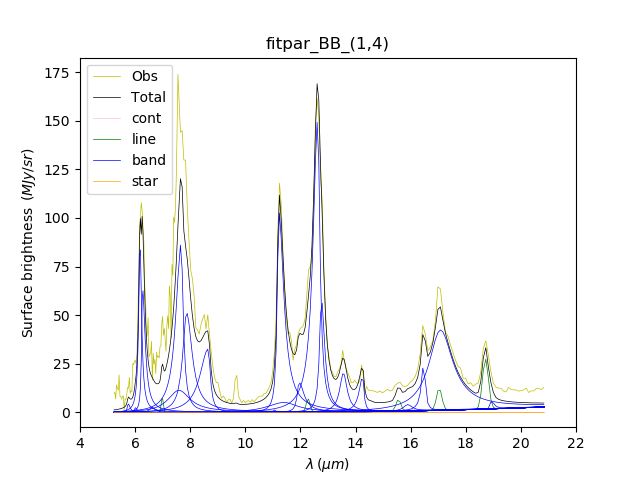 fitpar_BB_(1,4)
Obs
Total
cont
line
band
star
Surface brightness (MJy/sr)
175
150
125
100
75
50
25
0
4 6 8 10 12 14 16 18 20 22
λ (μm)